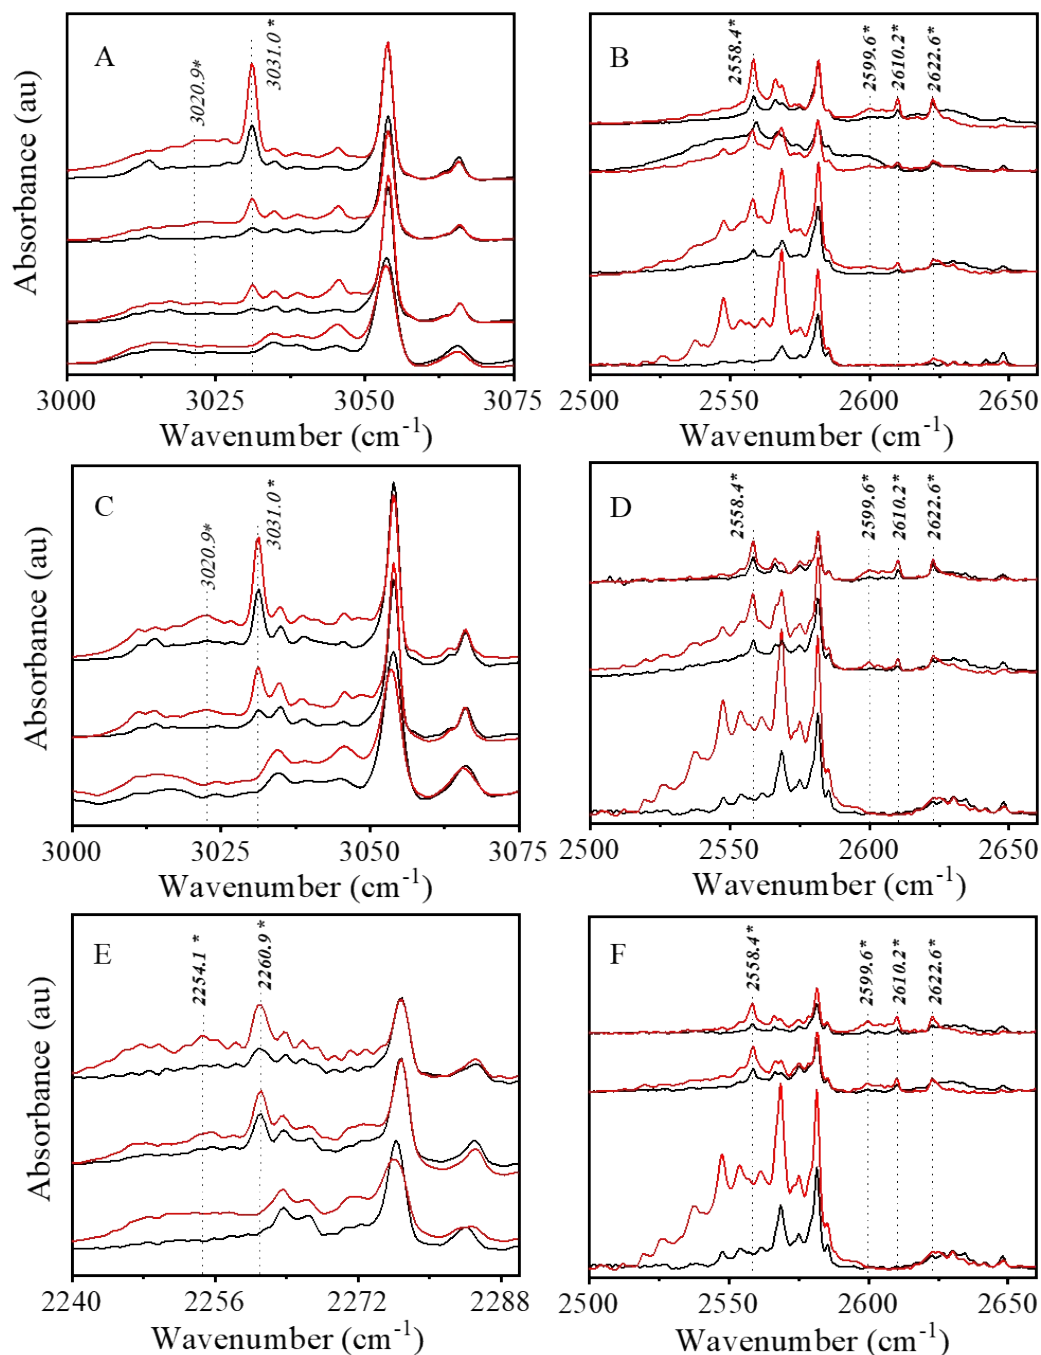 A
3020.9*
3031.0 *
Absorbance (au)
3000 3025 3050 3075
Wavenumber (cm-1)
B
2558.4*
2599.6*
2610.2*
2622.6*
2500 2550 2600 2650
Wavenumber (cm-1)
C
3020.9*
3031.0 *
Absorbance (au)
3000 3025 3050 3075
Wavenumber (cm-1)
D
2558.4*
2599.6*
2610.2*
2622.6*
2500 2550 2600 2650
Wavenumber (cm-1)
E
2254.1 *
2260.9 *
Absorbance (au)
2240 2256 2272 2288
Wavenumber (cm-1)
F
2558.4*
2599.6*
2610.2*
2622.6*
2500 2550 2600 2650
Wavenumber (cm-1)